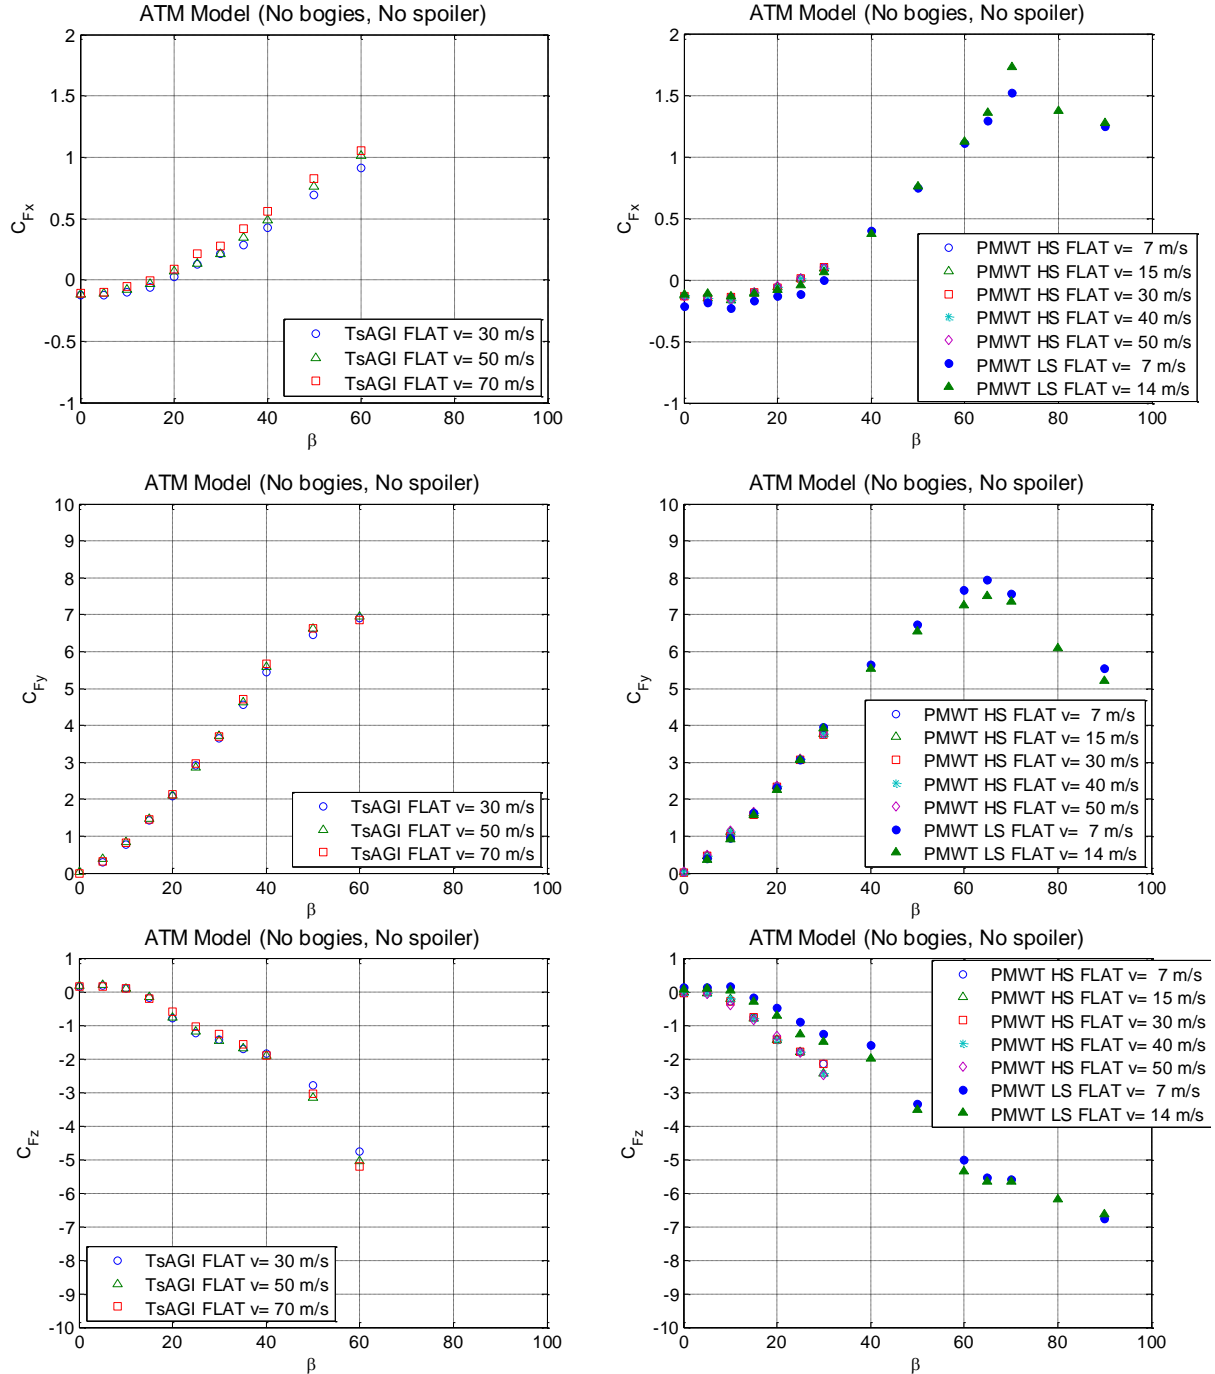 ATM Model (No bogies, No spoiler)
2
1.5
1
0.5
0
-0.5
-1
C_Fx
0 20 40 60 80 100
β
TsAGI FLAT v= 30 m/s
TsAGI FLAT v= 50 m/s
TsAGI FLAT v= 70 m/s
ATM Model (No bogies, No spoiler)
2
1.5
1
0.5
0
-0.5
-1
C_Fx
0 20 40 60 80 100
β
PMWT HS FLAT v= 7 m/s
PMWT HS FLAT v= 15 m/s
PMWT HS FLAT v= 30 m/s
PMWT HS FLAT v= 40 m/s
PMWT HS FLAT v= 50 m/s
PMWT LS FLAT v= 7 m/s
PMWT LS FLAT v= 14 m/s
ATM Model (No bogies, No spoiler)
10
9
8
7
6
5
4
3
2
1
0
C_Fy
0 20 40 60 80 100
β
TsAGI FLAT v= 30 m/s
TsAGI FLAT v= 50 m/s
TsAGI FLAT v= 70 m/s
ATM Model (No bogies, No spoiler)
10
9
8
7
6
5
4
3
2
1
0
C_Fy
0 20 40 60 80 100
β
PMWT HS FLAT v= 7 m/s
PMWT HS FLAT v= 15 m/s
PMWT HS FLAT v= 30 m/s
PMWT HS FLAT v= 40 m/s
PMWT HS FLAT v= 50 m/s
PMWT LS FLAT v= 7 m/s
PMWT LS FLAT v= 14 m/s
ATM Model (No bogies, No spoiler)
1
0
-1
-2
-3
-4
-5
-6
-7
-8
-9
-10
C_Fz
0 20 40 60 80 100
β
TsAGI FLAT v= 30 m/s
TsAGI FLAT v= 50 m/s
TsAGI FLAT v= 70 m/s
ATM Model (No bogies, No spoiler)
1
0
-1
-2
-3
-4
-5
-6
-7
-8
-9
-10
C_Fz
0 20 40 60 80 100
β
PMWT HS FLAT v= 7 m/s
PMWT HS FLAT v= 15 m/s
PMWT HS FLAT v= 30 m/s
PMWT HS FLAT v= 40 m/s
PMWT HS FLAT v= 50 m/s
PMWT LS FLAT v= 7 m/s
PMWT LS FLAT v= 14 m/s